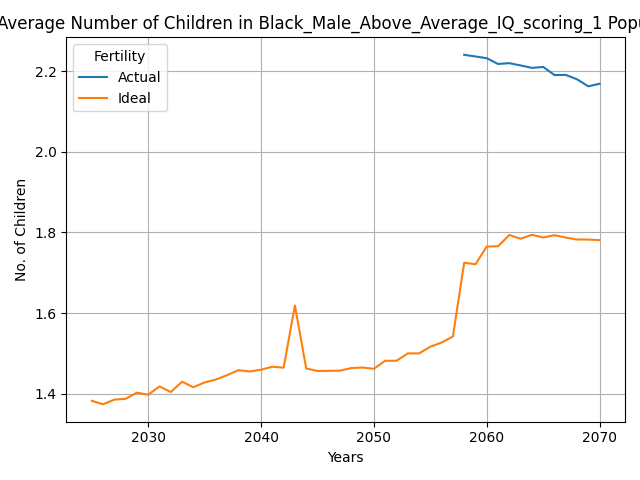 Average Number of Children in Black_Male_Above_Average_IQ_scoring_1 Popu
Fertility
Actual
Ideal
No. of Children
2.2
2.0
1.8
1.6
1.4
2030
2040
2050
2060
2070
Years